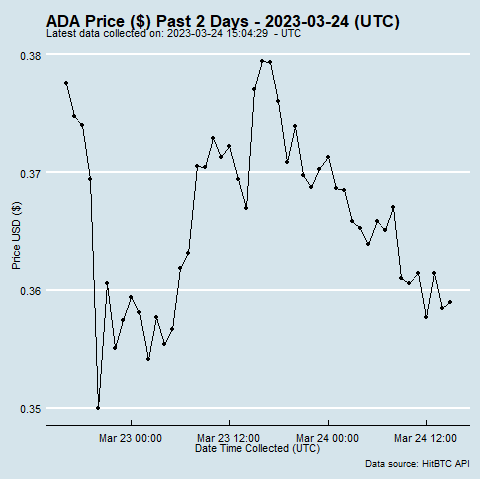 ADA Price ($) Past 2 Days - 2023-03-24 (UTC)
Latest data collected on: 2023-03-24 15:04:29 - UTC
0.38
0.37
0.36
0.35
Price USD ($)
Mar 23 00:00 Mar 23 12:00 Mar 24 00:00 Mar 24 12:00
Date Time Collected (UTC)
Data source: HitBTC API